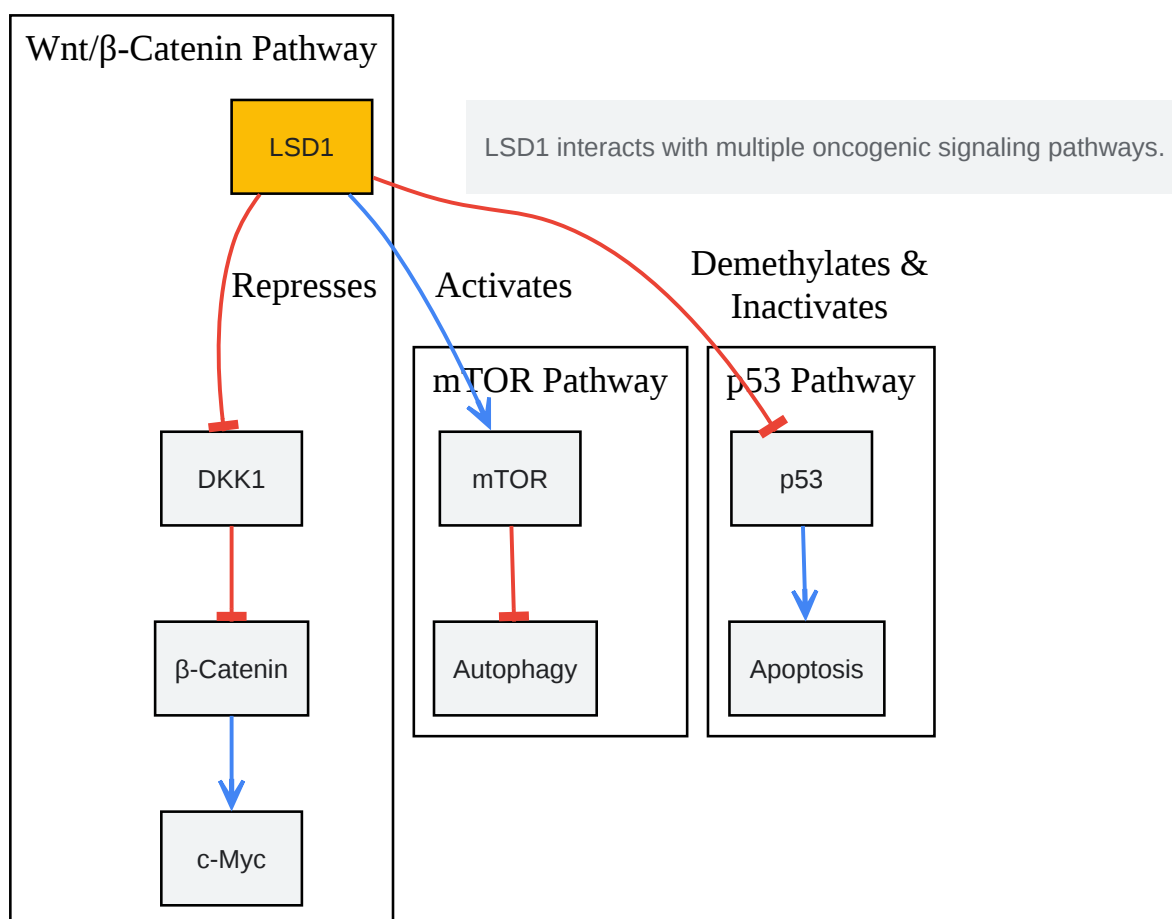 Wnt/β-Catenin Pathway
LSD1
LSD1 interacts with multiple oncogenic signaling pathways.
Represses
Activates
Demethylates &
Inactivates
mTOR Pathway
p53 Pathway
DKK1
mTOR
p53
β-Catenin
Autophagy
Apoptosis
c-Myc